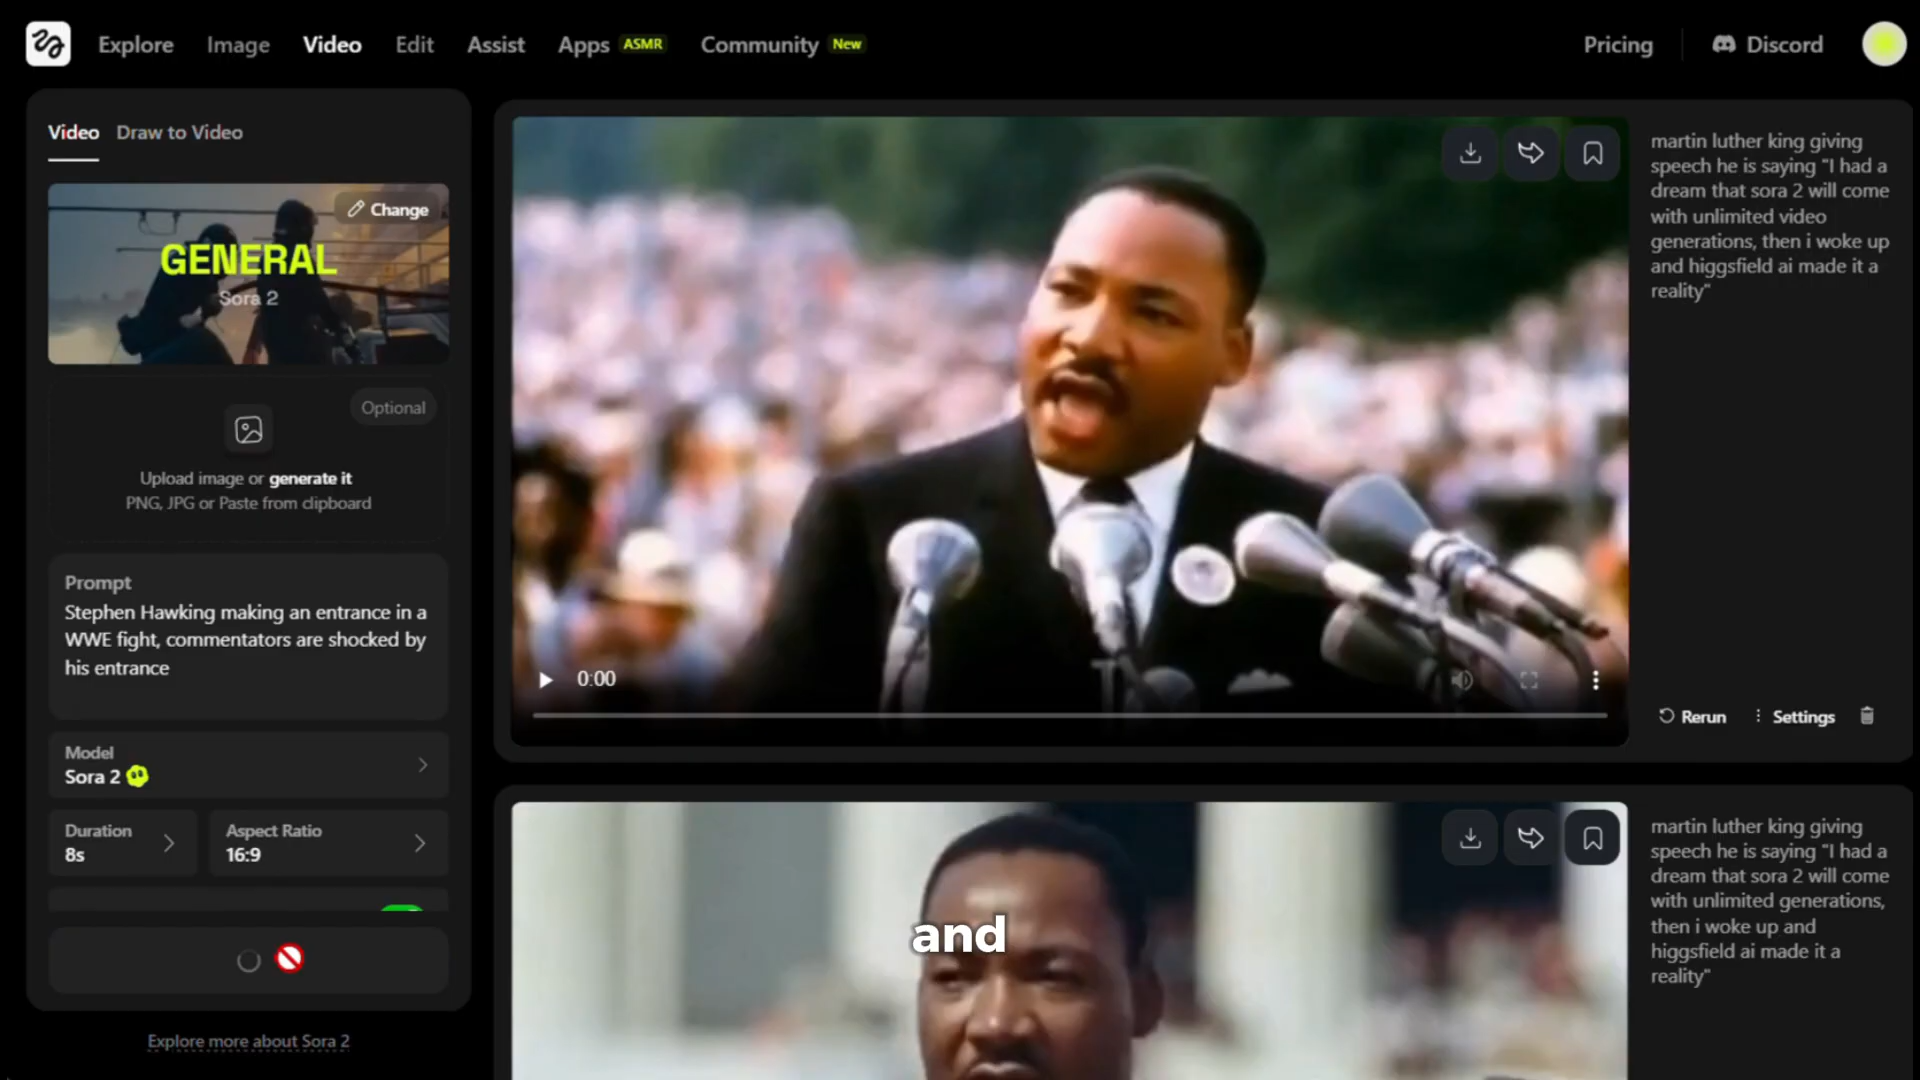 Explore Image Video Edit Assist Apps ASMR Community New Pricing Discord
Video Draw to Video
Change
GENERAL
Sora 2
Optional
Upload image or generate it
PNG, JPG or Paste from clipboard
Prompt
Stephen Hawking making an entrance in a
WWE fight, commentators are shocked by
his entrance
Model
Sora 2
Duration
8s
Aspect Ratio
16:9
Explore more about Sora 2
0:00
martin luther king giving
speech he is saying “I had a
dream that sora 2 will come
with unlimited video
generations, then i woke up
and higgsfield ai made it a
reality”
Rerun
Settings
and
martin luther king giving
speech he is saying “I had a
dream that sora 2 will come
with unlimited generations,
then i woke up and
higgsfield ai made it a
reality”